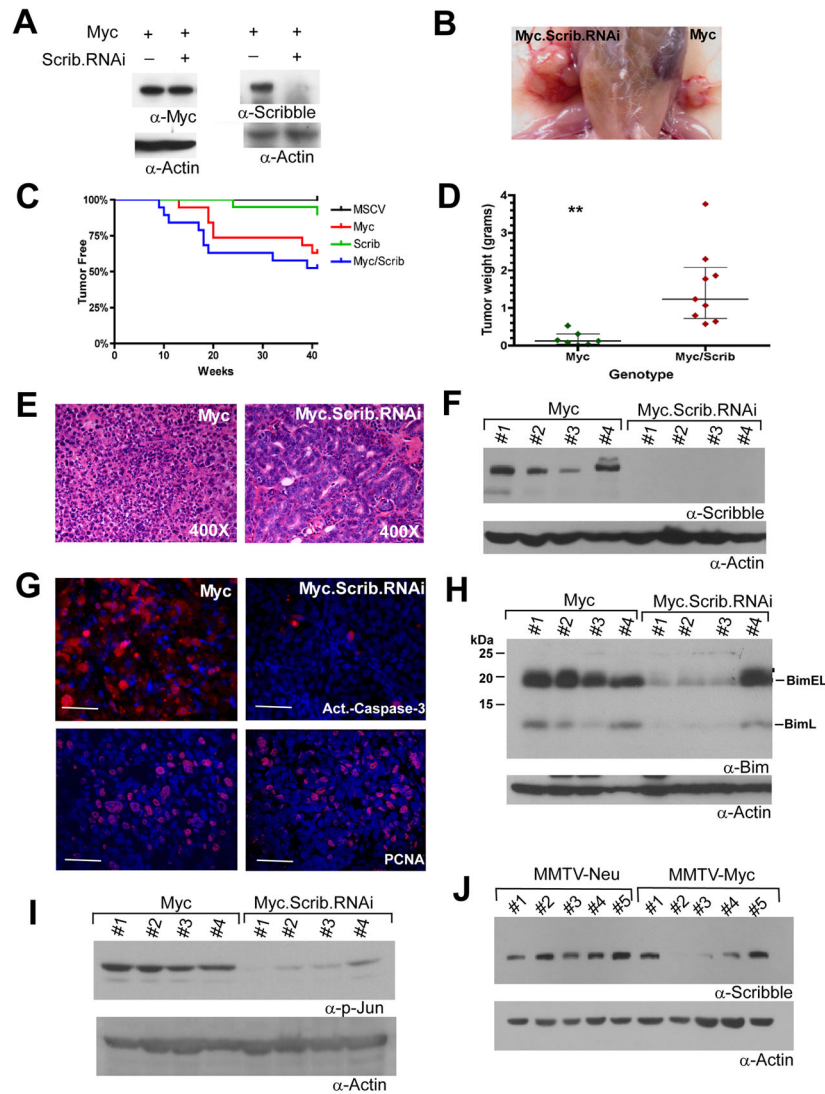 A
Myc + + + +
Scrib.RNAi – + – +
α-Myc
α-Scribble
α-Actin
α-Actin
B
Myc.Scrib.RNAi Myc
C
100%
75%
50%
25%
0%
Tumor Free
0 10 20 30 40
Weeks
MSCV
Myc
Scrib
Myc/Scrib
D
4
3
2
1
0
Tumor weight (grams)
**
Myc Myc/Scrib
Genotype
E
Myc
400X
Myc.Scrib.RNAi
400X
F
Myc Myc.Scrib.RNAi
#1 #2 #3 #4 #1 #2 #3 #4
α-Scribble
α-Actin
G
Myc
Myc.Scrib.RNAi
Act.-Caspase-3
PCNA
H
Myc Myc.Scrib.RNAi
#1 #2 #3 #4 #1 #2 #3 #4
kDa
25
20
15
BimEL
BimL
α-Bim
α-Actin
I
Myc Myc.Scrib.RNAi
#1 #2 #3 #4 #1 #2 #3 #4
α-p-Jun
α-Actin
J
MMTV-Neu MMTV-Myc
#1 #2 #3 #4 #5 #1 #2 #3 #4 #5
α-Scribble
α-Actin